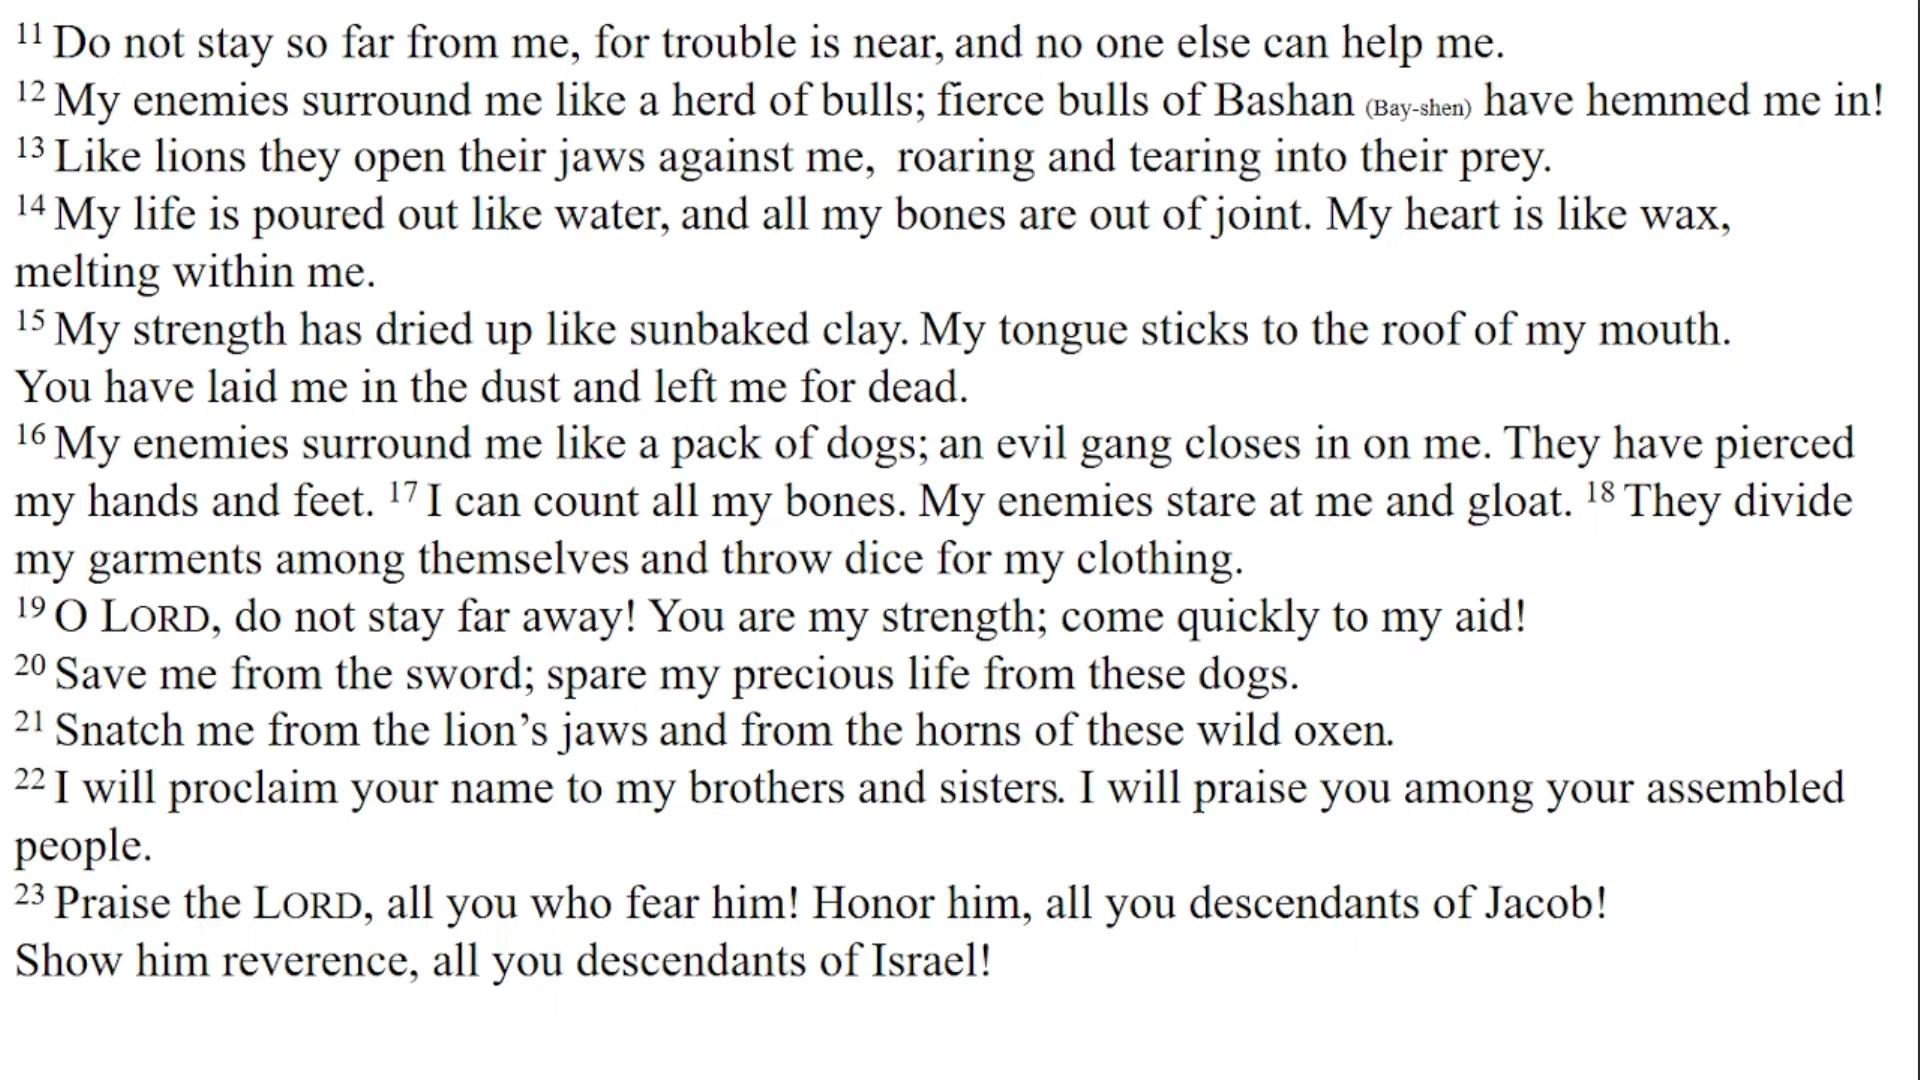 11 Do not stay so far from me, for trouble is near, and no one else can help me.
12 My enemies surround me like a herd of bulls; fierce bulls of Bashan (Bay-shen) have hemmed me in!
13 Like lions they open their jaws against me, roaring and tearing into their prey.
14 My life is poured out like water, and all my bones are out of joint. My heart is like wax,
melting within me.
15 My strength has dried up like sunbaked clay. My tongue sticks to the roof of my mouth.
You have laid me in the dust and left me for dead.
16 My enemies surround me like a pack of dogs; an evil gang closes in on me. They have pierced
my hands and feet. 17 I can count all my bones. My enemies stare at me and gloat. 18 They divide
my garments among themselves and throw dice for my clothing.
19 O LORD, do not stay far away! You are my strength; come quickly to my aid!
20 Save me from the sword; spare my precious life from these dogs.
21 Snatch me from the lion’s jaws and from the horns of these wild oxen.
22 I will proclaim your name to my brothers and sisters. I will praise you among your assembled
people.
23 Praise the LORD, all you who fear him! Honor him, all you descendants of Jacob!
Show him reverence, all you descendants of Israel!